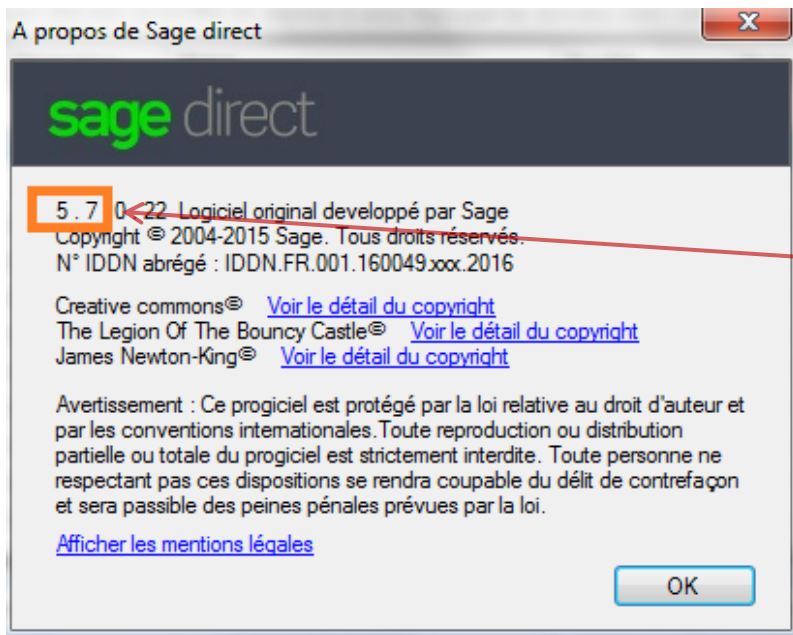 A propos de Sage direct
sage direct
5 . 7 0 22 Logiciel original developpé par Sage
Copyright © 2004-2015 Sage. Tous droits réservés.
N° IDDN abrégé : IDDN.FR.001.160049.xxx.2016
Creative commons© Voir le détail du copyright
The Legion Of The Bouncy Castle© Voir le détail du copyright
James Newton-King© Voir le détail du copyright
Avertissement : Ce progiciel est protégé par la loi relative au droit d'auteur et
par les conventions internationales.Toute reproduction ou distribution
partielle ou totale du progiciel est strictement interdite. Toute personne ne
respectant pas ces dispositions se rendra coupable du délit de contrefaçon
et sera passible des peines pénales prévues par la loi.
Afficher les mentions légales
OK